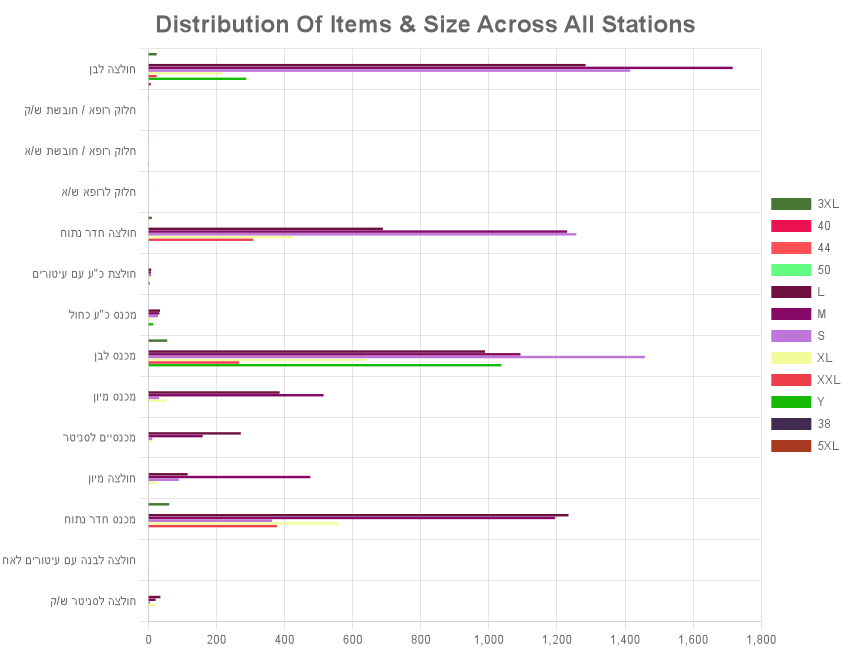 Distribution Of Items & Size Across All Stations
חולצה לבן
חלוק רופא / חובשת ש/ק
חלוק רופא / חובשת ש/א
חלוק לרופא ש/א
חולצה חדר נתוח
חולצת כ"ע עם עיטורים
מכנס כ"ע כחול
מכנס לבן
מכנס מיון
מכנסיים לסניטר
חולצה מיון
מכנס חדר נתוח
חולצה לבנה עם עיטורים לאח
חולצה לסניטר ש/ק
0 200 400 600 800 1,000 1,200 1,400 1,600 1,800
3XL
40
44
50
L
M
S
XL
XXL
Y
38
5XL